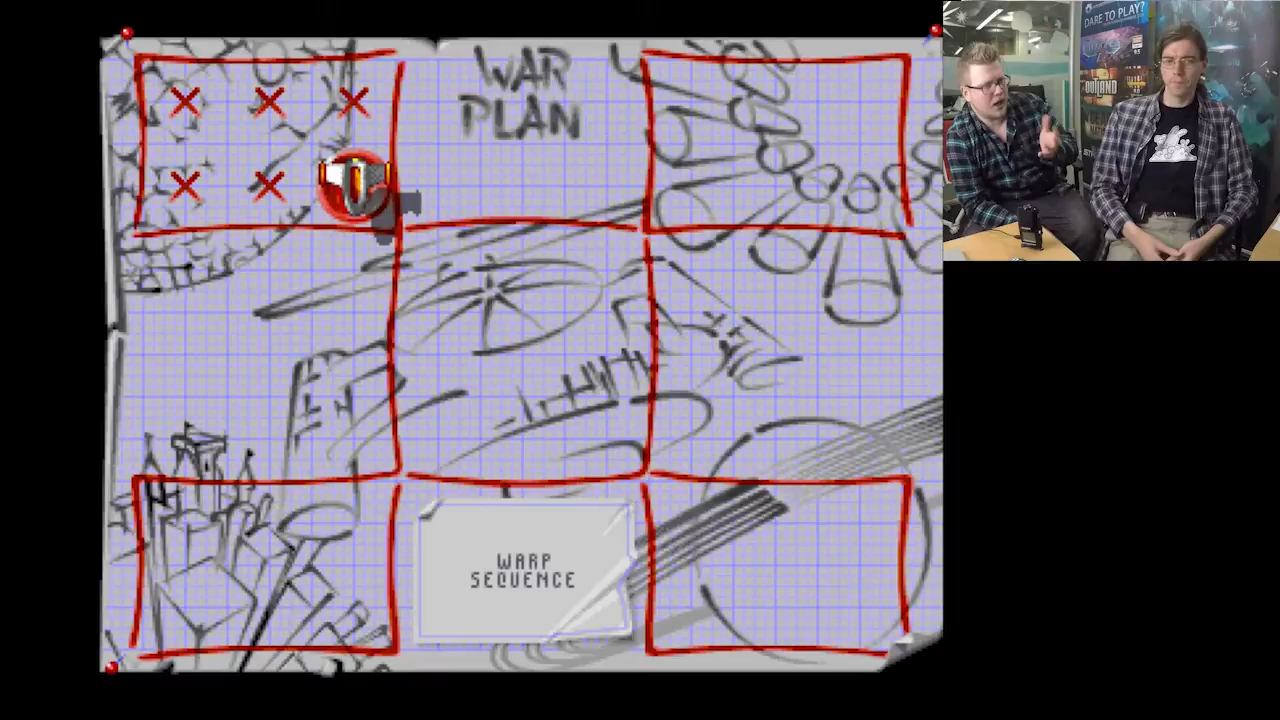 WAR
PLAN
WARP
SEQUENCE
DARE TO PLAY?
OUTLAND